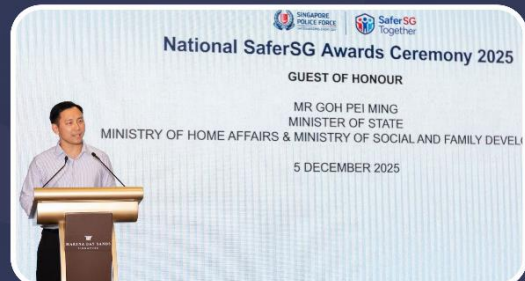 SINGAPORE
POLICE FORCE
SaferSG
Together
National SaferSG Awards Ceremony 2025
GUEST OF HONOUR
MR GOH PEI MING
MINISTER OF STATE
MINISTRY OF HOME AFFAIRS & MINISTRY OF SOCIAL AND FAMILY DEVEL
5 DECEMBER 2025
MARINA BAY SANDS